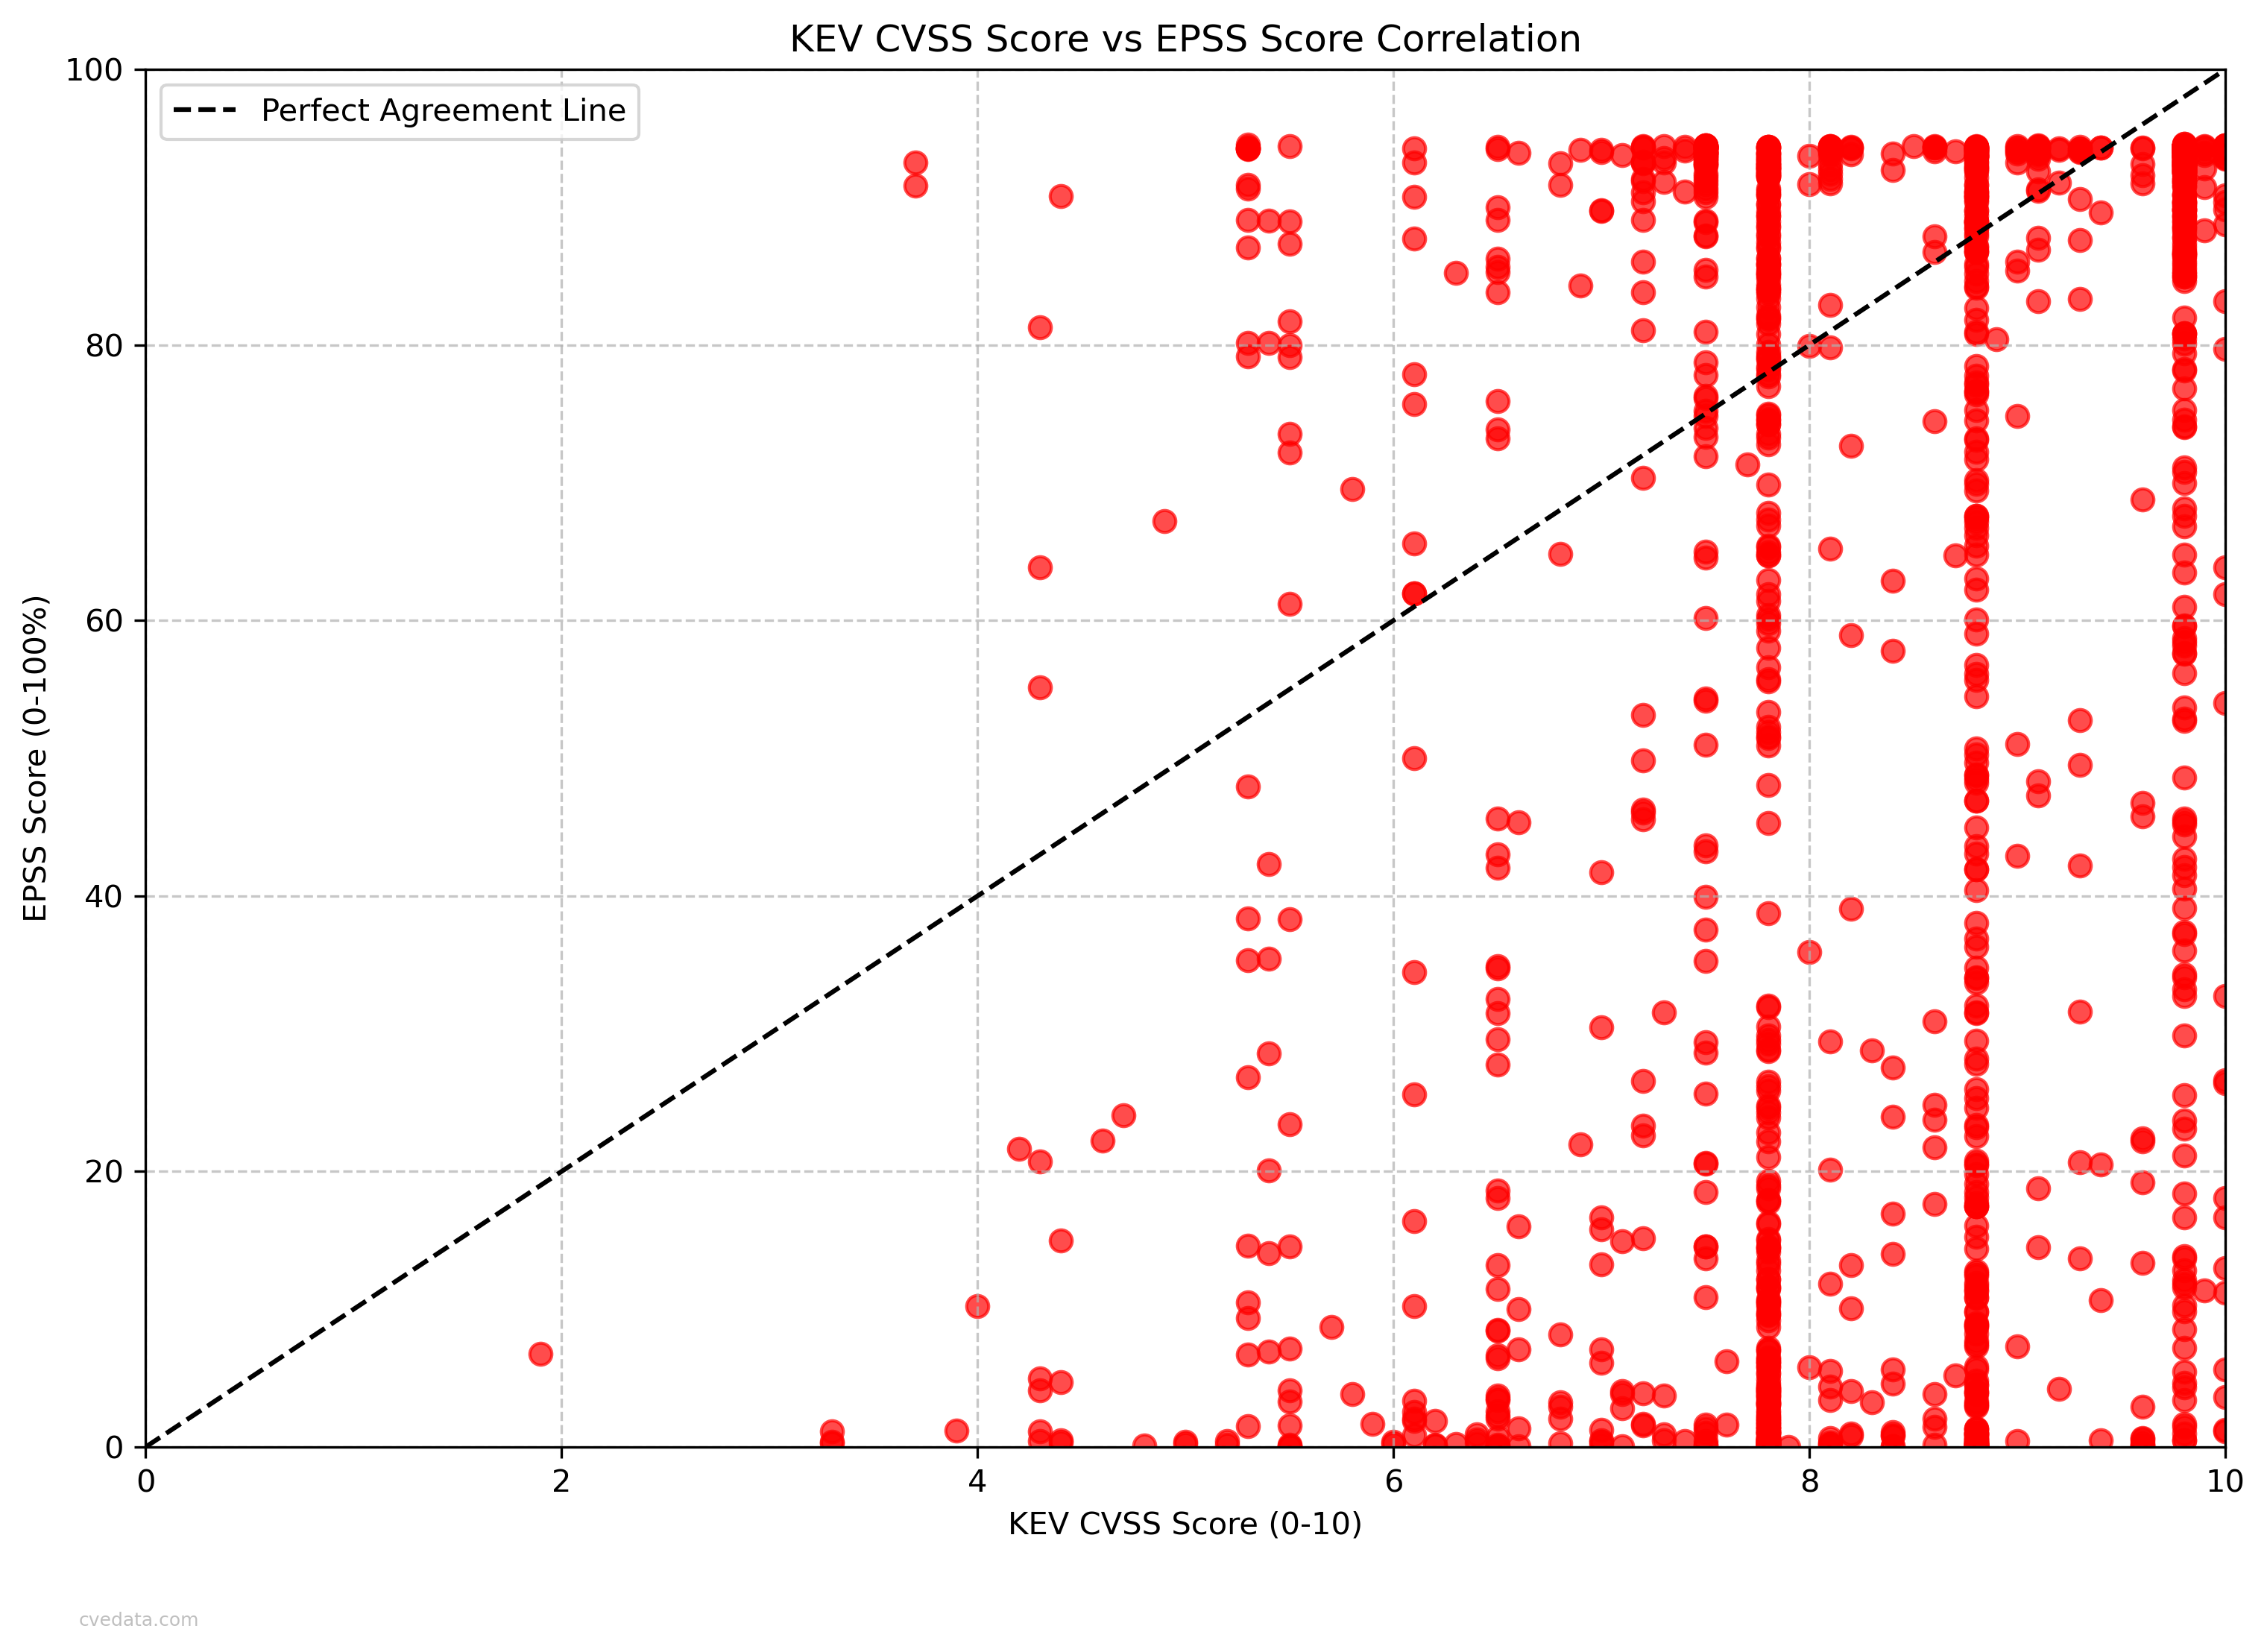 KEV CVSS Score vs EPSS Score Correlation
Perfect Agreement Line
EPSS Score (0-100%)
100
80
60
40
20
0
0 2 4 6 8 10
KEV CVSS Score (0-10)
cvedata.com